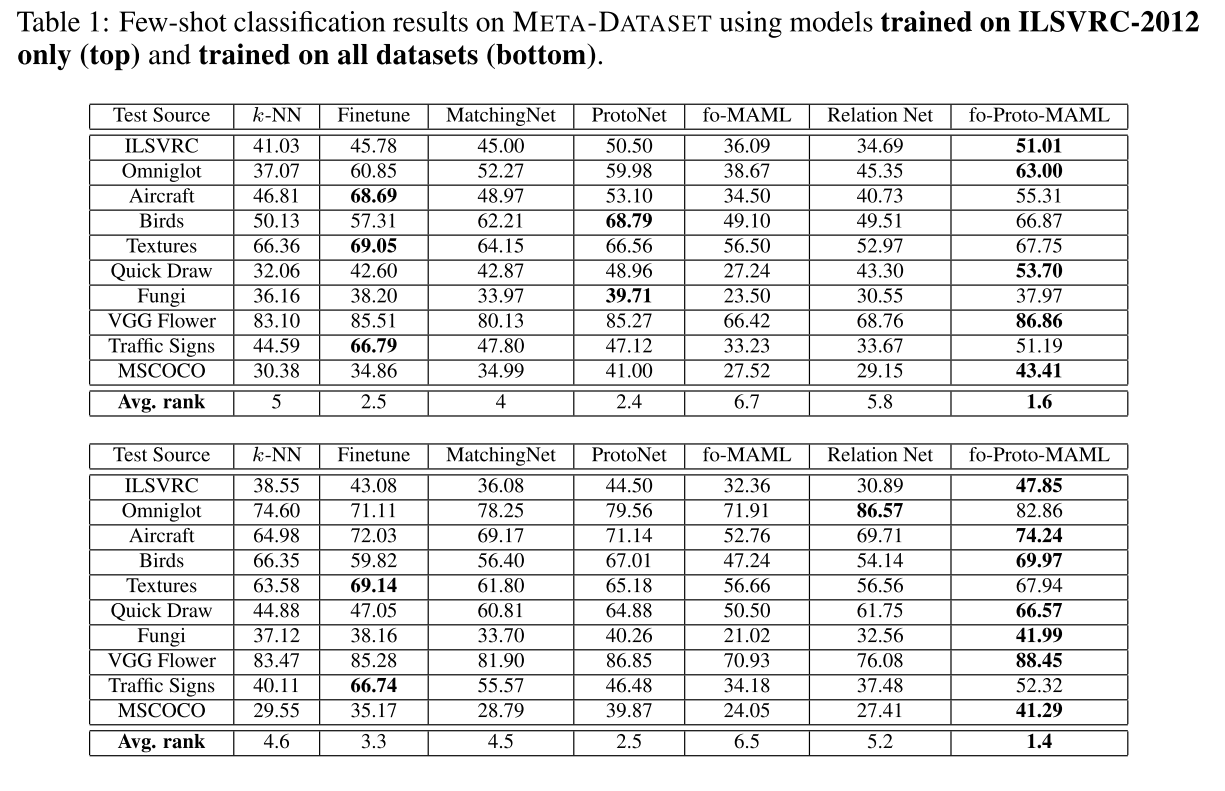 Table 1: Few-shot classification results on META-DATASET using models trained on ILSVRC-2012
only (top) and trained on all datasets (bottom).
Test Source k-NN Finetune MatchingNet ProtoNet fo-MAML Relation Net fo-Proto-MAML
ILSVRC 41.03 45.78 45.00 50.50 36.09 34.69 51.01
Omniglot 37.07 60.85 52.27 59.98 38.67 45.35 63.00
Aircraft 46.81 68.69 48.97 53.10 34.50 40.73 55.31
Birds 50.13 57.31 62.21 68.79 49.10 49.51 66.87
Textures 66.36 69.05 64.15 66.56 56.50 52.97 67.75
Quick Draw 32.06 42.60 42.87 48.96 27.24 43.30 53.70
Fungi 36.16 38.20 33.97 39.71 23.50 30.55 37.97
VGG Flower 83.10 85.51 80.13 85.27 66.42 68.76 86.86
Traffic Signs 44.59 66.79 47.80 47.12 33.23 33.67 51.19
MSCOCO 30.38 34.86 34.99 41.00 27.52 29.15 43.41
Avg. rank 5 2.5 4 2.4 6.7 5.8 1.6
Test Source k-NN Finetune MatchingNet ProtoNet fo-MAML Relation Net fo-Proto-MAML
ILSVRC 38.55 43.08 36.08 44.50 32.36 30.89 47.85
Omniglot 74.60 71.11 78.25 79.56 71.91 86.57 82.86
Aircraft 64.98 72.03 69.17 71.14 52.76 69.71 74.24
Birds 66.35 59.82 56.40 67.01 47.24 54.14 69.97
Textures 63.58 69.14 61.80 65.18 56.66 56.56 67.94
Quick Draw 44.88 47.05 60.81 64.88 50.50 61.75 66.57
Fungi 37.12 38.16 33.70 40.26 21.02 32.56 41.99
VGG Flower 83.47 85.28 81.90 86.85 70.93 76.08 88.45
Traffic Signs 40.11 66.74 55.57 46.48 34.18 37.48 52.32
MSCOCO 29.55 35.17 28.79 39.87 24.05 27.41 41.29
Avg. rank 4.6 3.3 4.5 2.5 6.5 5.2 1.4